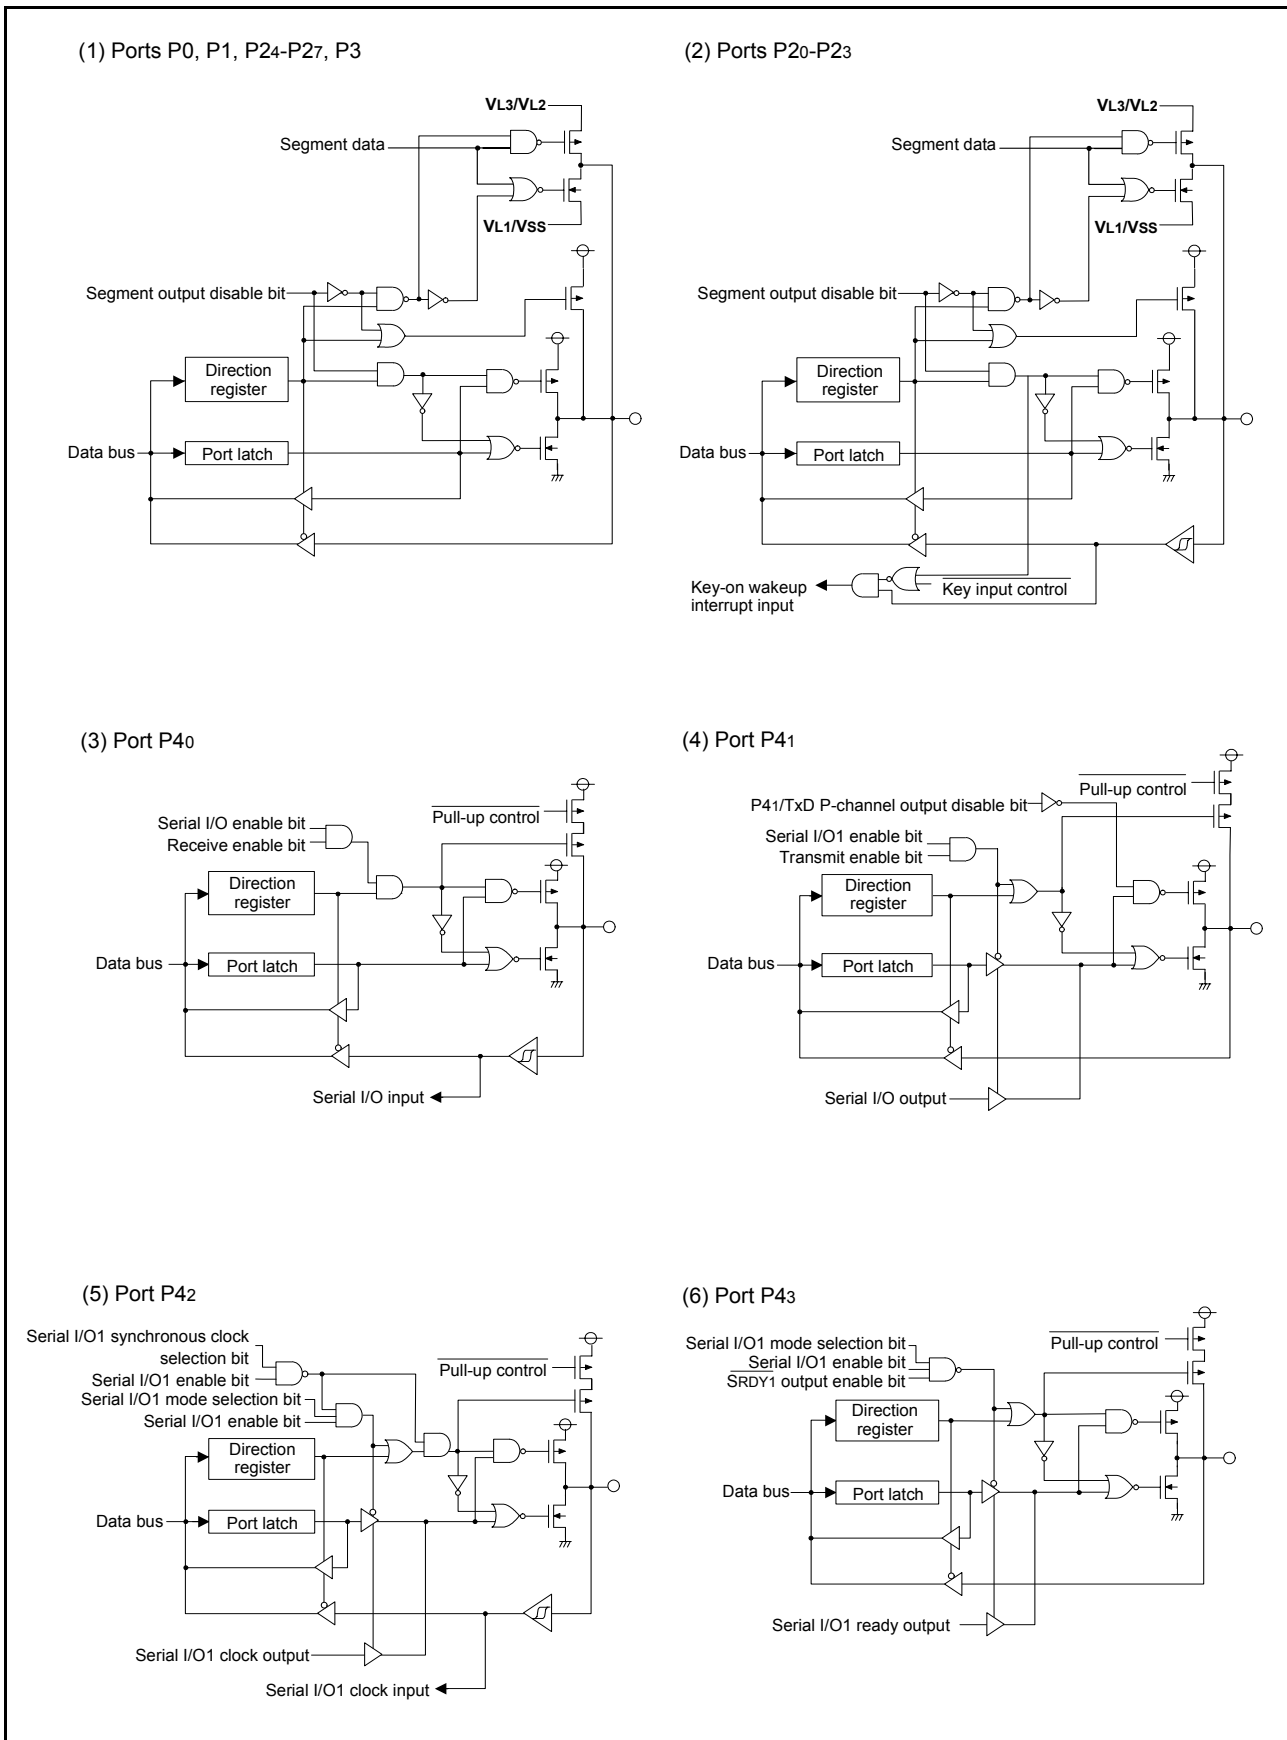 (1) Ports P0, P1, P24-P27, P3
VL3/VL2
Segment data
VL1/VSS
Segment output disable bit
Direction
register
Data bus
Port latch
(2) Ports P20-P23
VL3/VL2
Segment data
VL1/VSS
Segment output disable bit
Direction
register
Data bus
Port latch
Key-on wakeup
interrupt input
Key input control
(3) Port P40
Pull-up control
Serial I/O enable bit
Receive enable bit
Direction
register
Data bus
Port latch
Serial I/O input
(4) Port P41
Pull-up control
P41/TxD P-channel output disable bit
Serial I/O1 enable bit
Transmit enable bit
Direction
register
Data bus
Port latch
Serial I/O output
(5) Port P42
Serial I/O1 synchronous clock
selection bit
Serial I/O1 enable bit
Serial I/O1 mode selection bit
Serial I/O1 enable bit
Pull-up control
Direction
register
Data bus
Port latch
Serial I/O1 clock output
Serial I/O1 clock input
(6) Port P43
Pull-up control
Serial I/O1 mode selection bit
Serial I/O1 enable bit
SRDY1 output enable bit
Direction
register
Data bus
Port latch
Serial I/O1 ready output